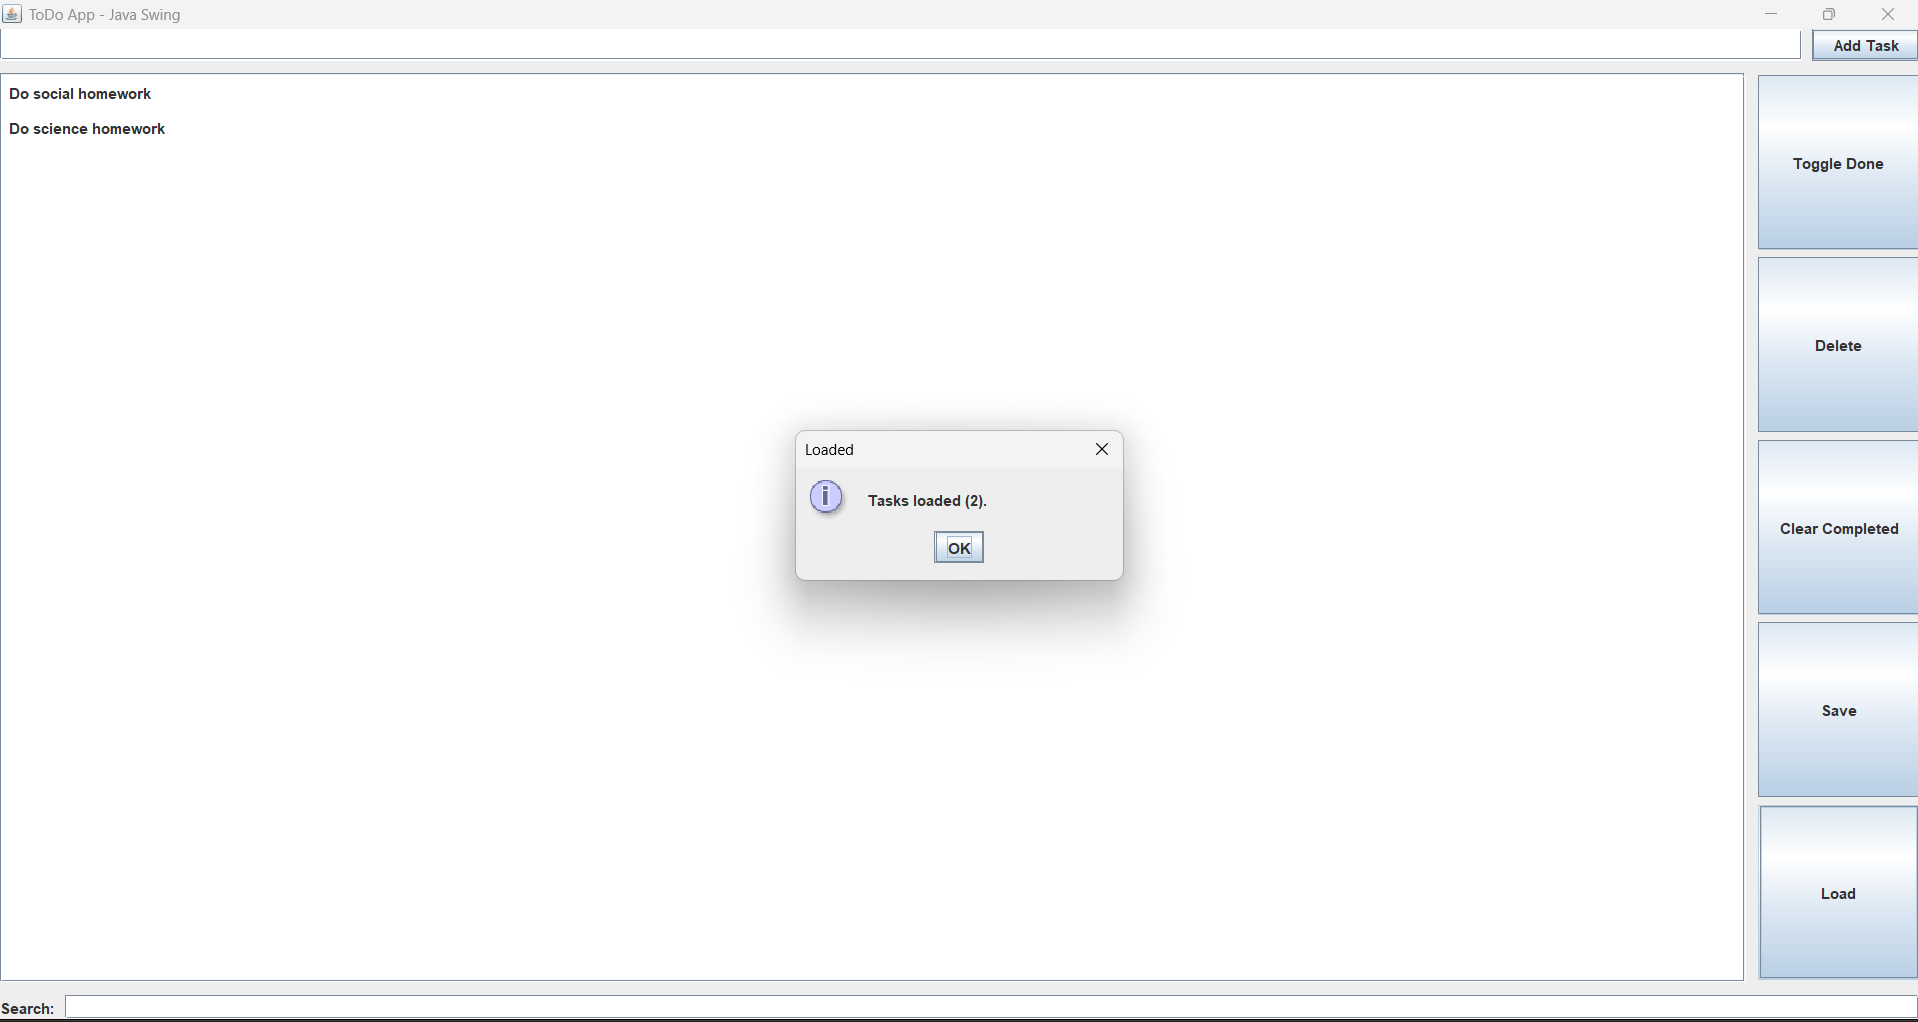 ToDo App - Java Swing
Add Task
Do social homework
Do science homework
Toggle Done
Delete
Loaded
Tasks loaded (2).
OK
Clear Completed
Save
Load
Search: